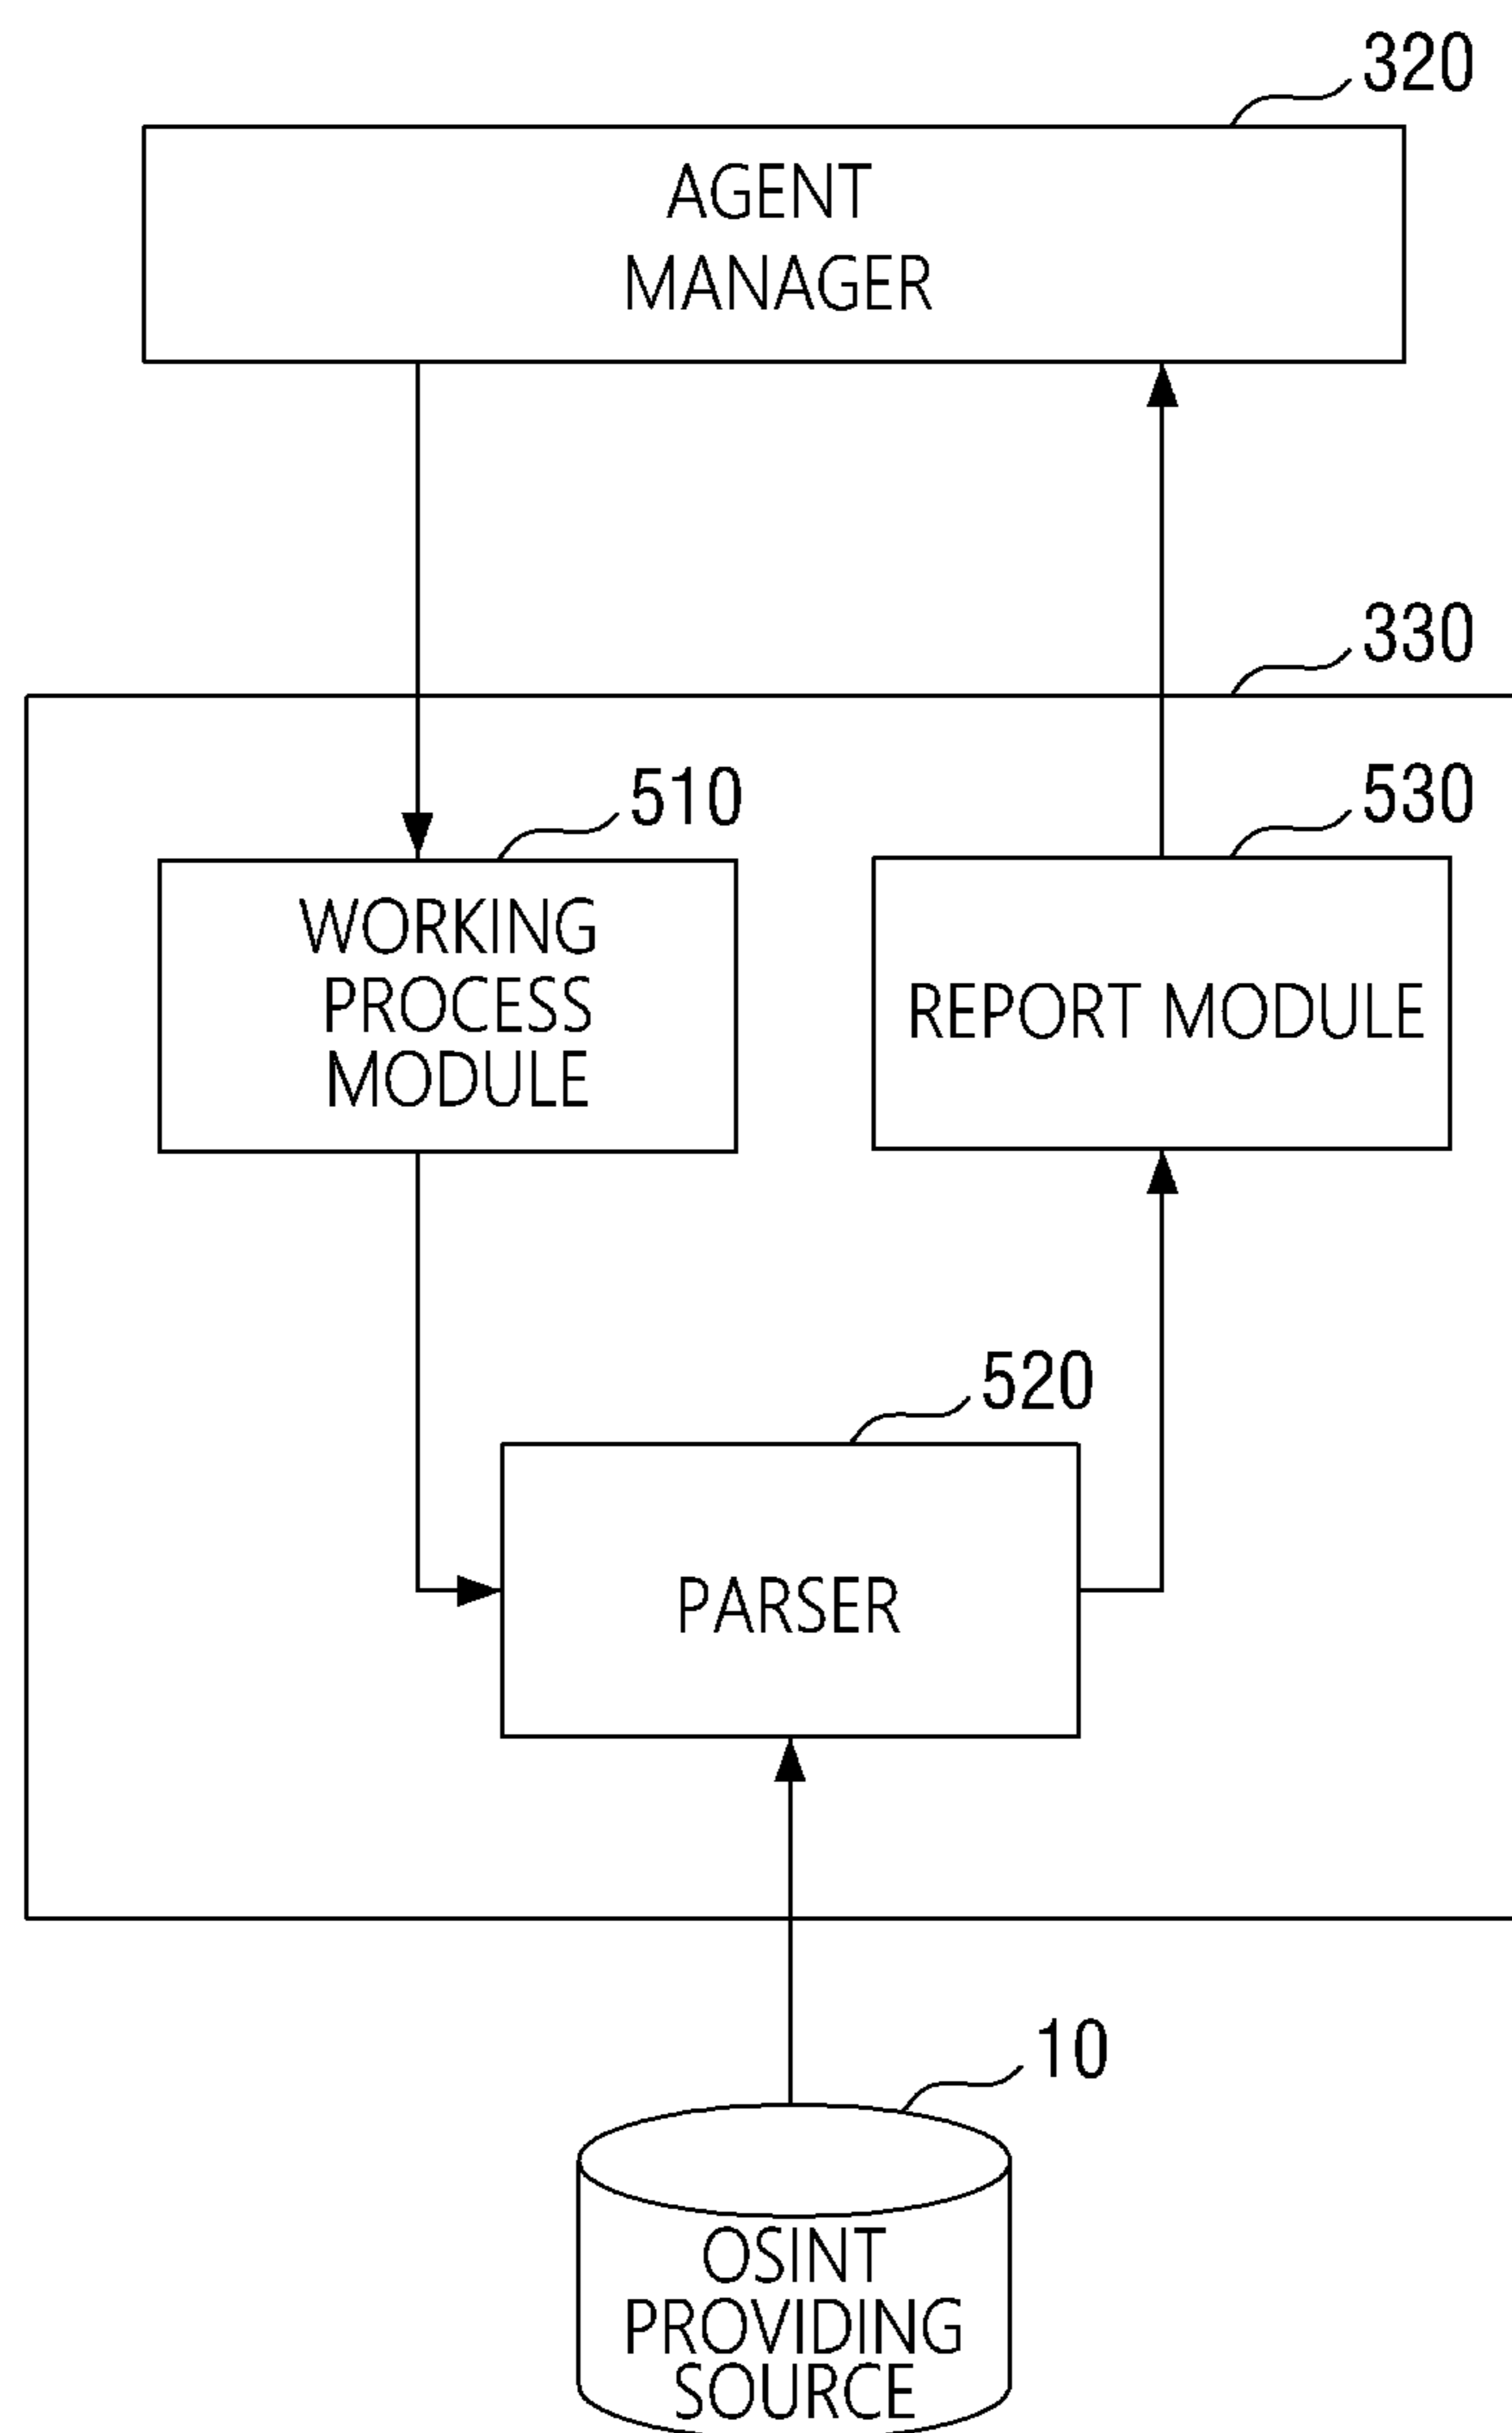 320
AGENT
MANAGER
330
510
530
WORKING
PROCESS
MODULE
REPORT MODULE
520
PARSER
10
OSINT
PROVIDING
SOURCE